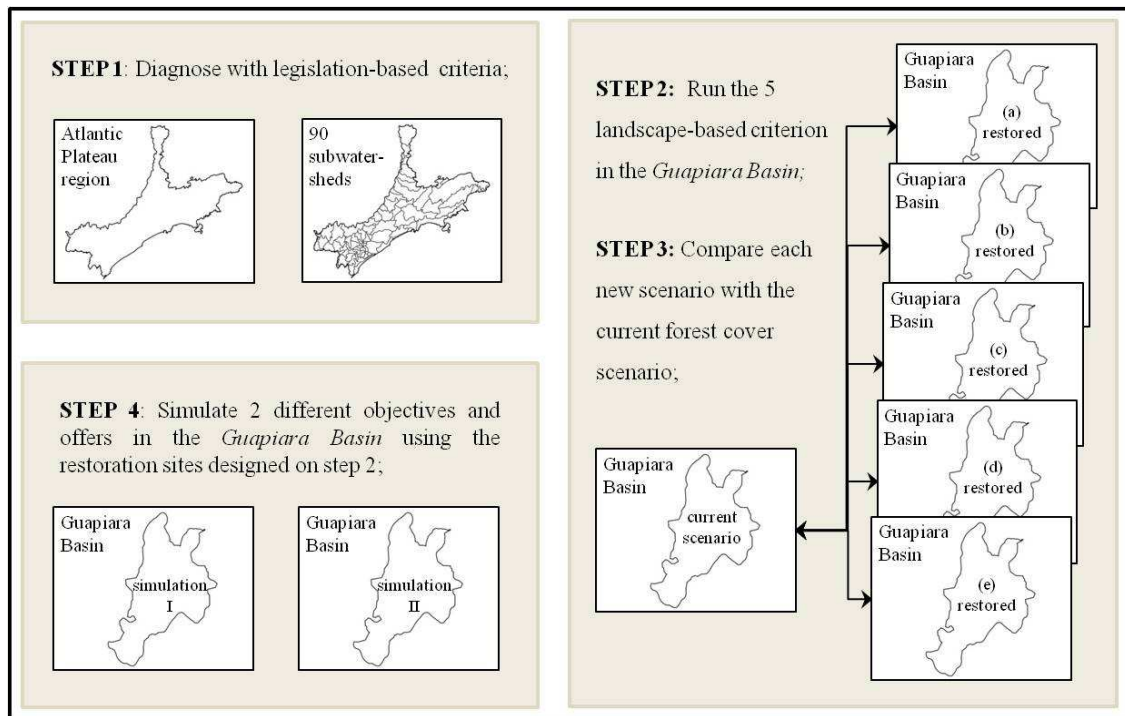 STEP 1: Diagnose with legislation-based criteria;
Atlantic
Plateau
region
90
subwater-
sheds
STEP 2: Run the 5
landscape-based criterion
in the Guapiara Basin;
STEP 3: Compare each
new scenario with the
current forest cover
scenario;
Guapiara
Basin
current
scenario
Guapiara
Basin
(a)
restored
Guapiara
Basin
(b)
restored
Guapiara
Basin
(c)
restored
Guapiara
Basin
(d)
restored
Guapiara
Basin
(e)
restored
STEP 4: Simulate 2 different objectives and
offers in the Guapiara Basin using the
restoration sites designed on step 2;
Guapiara
Basin
simulation
I
Guapiara
Basin
simulation
II